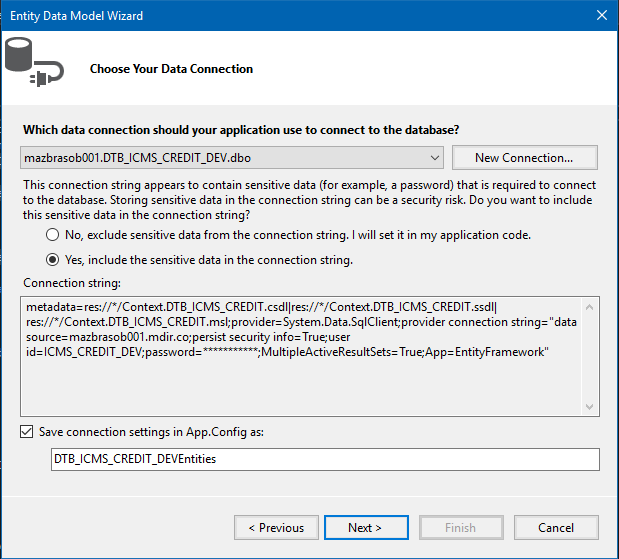 Entity Data Model Wizard
Choose Your Data Connection
Which data connection should your application use to connect to the database?
mazbrasob001.DTB_ICMS_CREDIT_DEV.dbo
New Connection...
This connection string appears to contain sensitive data (for example, a password) that is required to connect
to the database. Storing sensitive data in the connection string can be a security risk. Do you want to include
this sensitive data in the connection string?
No, exclude sensitive data from the connection string. I will set it in my application code.
Yes, include the sensitive data in the connection string.
Connection string:
metadata=res://*/Context.DTB_ICMS_CREDIT.csdl|res://*/Context.DTB_ICMS_CREDIT.ssdl|
res://*/Context.DTB_ICMS_CREDIT.msl;provider=System.Data.SqlClient;provider connection string="data
source=mazbrasob001.mdir.co;persist security info=True;user
id=ICMS_CREDIT_DEV;password=***********;MultipleActiveResultSets=True;App=EntityFramework"
Save connection settings in App.Config as:
DTB_ICMS_CREDIT_DEVEntities
< Previous
Next >
Finish
Cancel